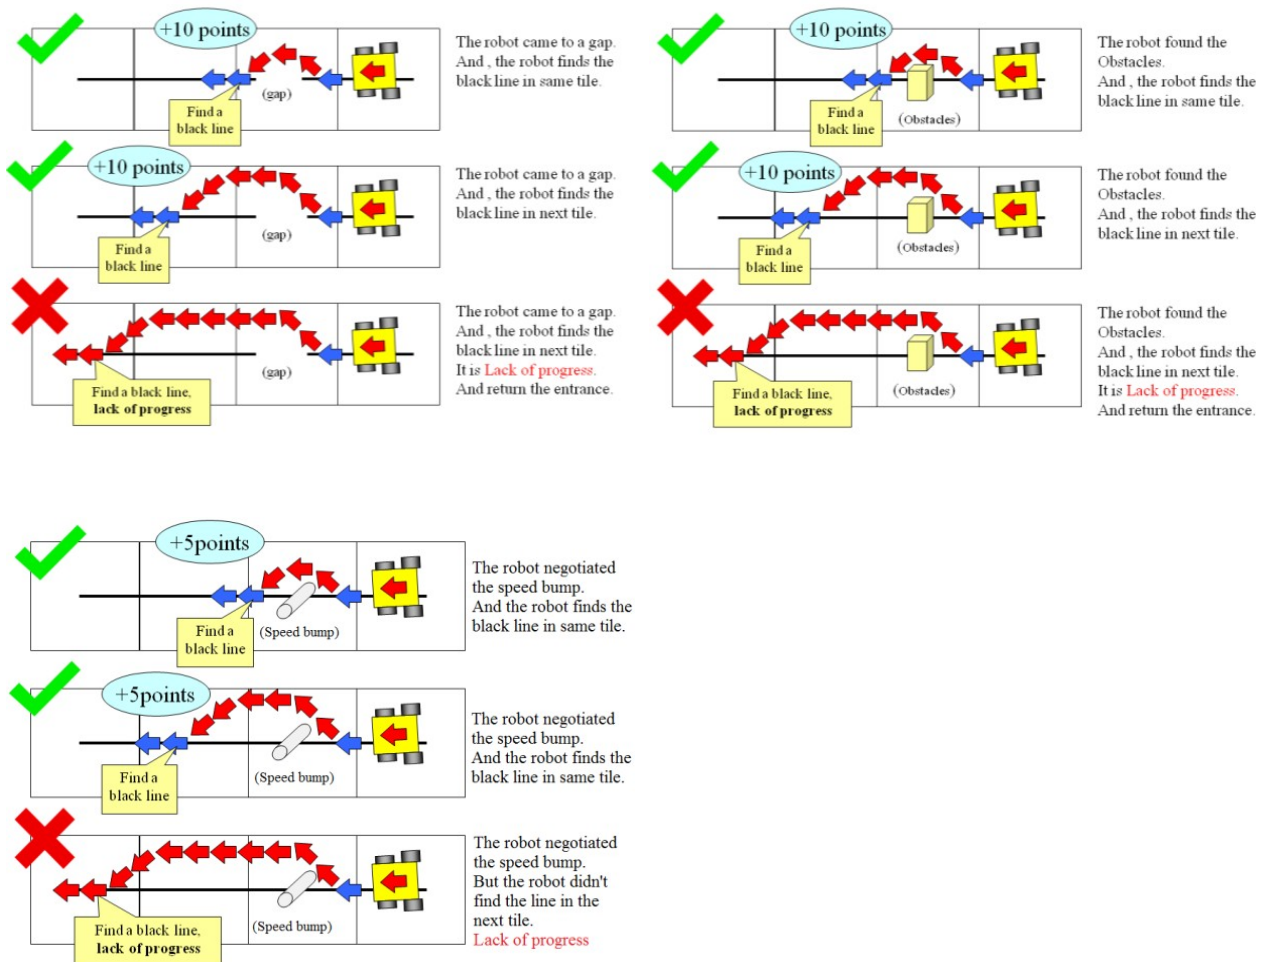 +10 points
The robot came to a gap.
And , the robot finds the
black line in same tile.
(gap)
Find a
black line
+10 points
The robot came to a gap.
And , the robot finds the
black line in next tile.
(gap)
Find a
black line
The robot came to a gap.
And , the robot finds the
black line in next tile.
It is Lack of progress.
And return the entrance.
(gap)
Find a black line,
lack of progress
+10 points
The robot found the
Obstacles.
And , the robot finds the
black line in same tile.
Find a
black line
(Obstacles)
+10 points
The robot found the
Obstacles.
And , the robot finds the
black line in next tile.
(Obstacles)
Find a
black line
The robot found the
Obstacles.
And , the robot finds the
black line in next tile.
It is Lack of progress.
And return the entrance.
(Obstacles)
Find a black line,
lack of progress
+5points
The robot negotiated
the speed bump.
And the robot finds the
black line in same tile.
Find a
black line
(Speed bump)
+5points
The robot negotiated
the speed bump.
And the robot finds the
black line in same tile.
Find a
black line
(Speed bump)
The robot negotiated
the speed bump.
But the robot didn't
find the line in the
next tile.
Lack of progress
(Speed bump)
Find a black line,
lack of progress